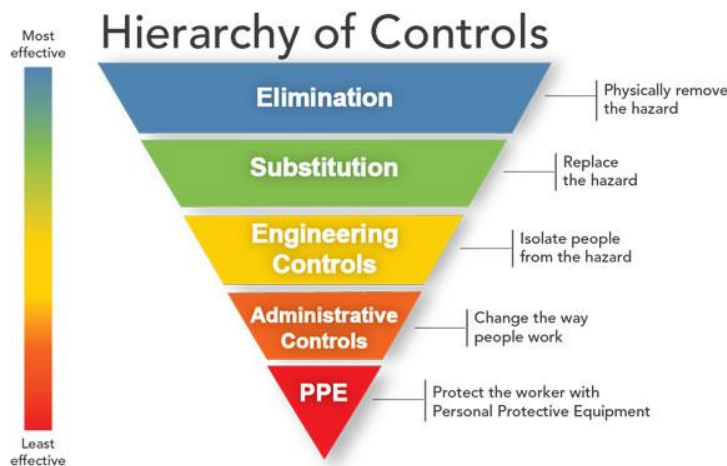 Hierarchy of Controls
Most
effective
Elimination
Physically remove
the hazard
Substitution
Replace
the hazard
Engineering
Controls
Isolate people
from the hazard
Administrative
Controls
Change the way
people work
PPE
Protect the worker with
Personal Protective Equipment
Least
effective